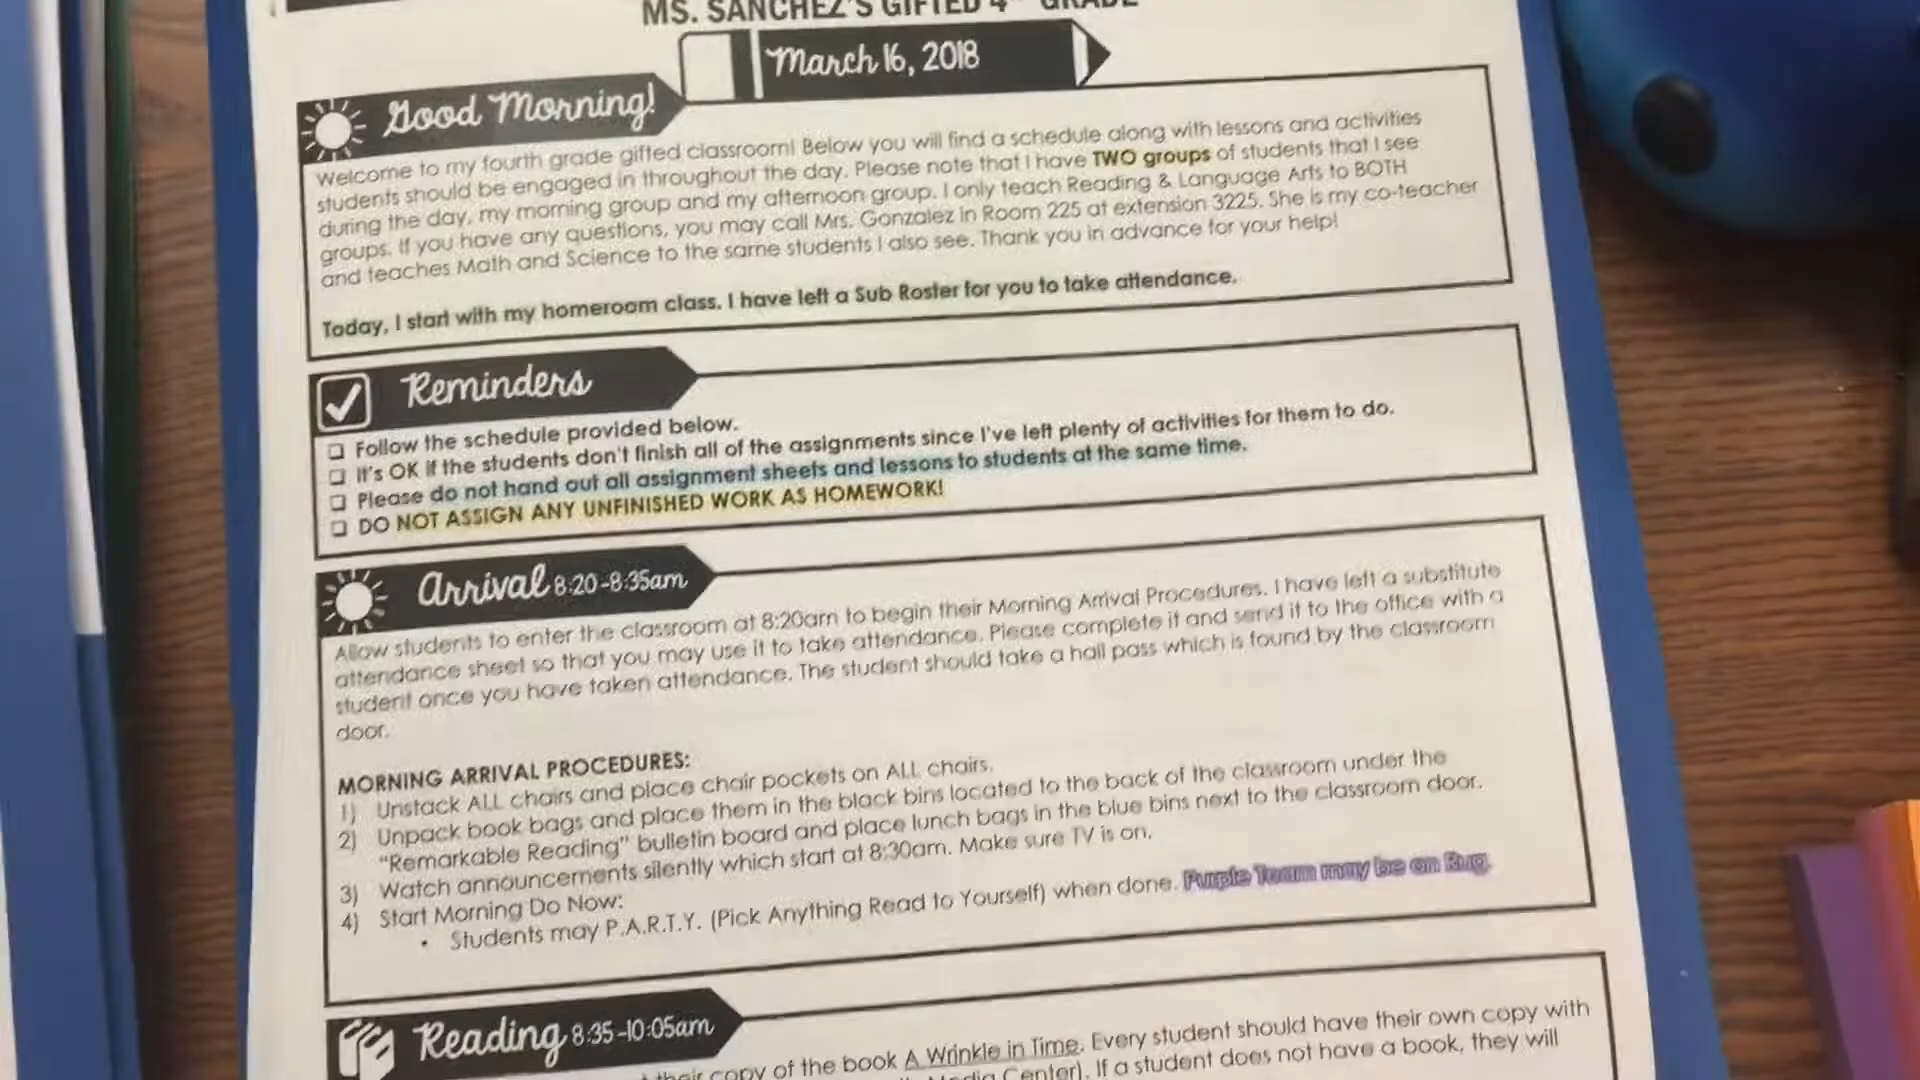 MS. SANCHEZ'S GIFTED 4 GRADE
March 16, 2018
Good Morning!
Welcome to my fourth grade gifted classroom! Below you will find a schedule along with lessons and activities
students should be engaged in throughout the day. Please note that I have TWO groups of students that I see
during the day, my morning group and my afternoon group. I only teach Reading & Language Arts to BOTH
groups. If you have any questions, you may call Mrs. Gonzalez in Room 225 at extension 3225. She is my co-teacher
and teaches Math and Science to the same students I also see. Thank you in advance for your help!
Today, I start with my homeroom class. I have left a Sub Roster for you to take attendance.
Reminders
Follow the schedule provided below.
It's OK if the students don't finish all of the assignments since I've left plenty of activities for them to do.
Please do not hand out all assignment sheets and lessons to students at the same time.
DO NOT ASSIGN ANY UNFINISHED WORK AS HOMEWORK!
Arrival 8:20-8:35am
Allow students to enter the classroom at 8:20am to begin their Morning Arrival Procedures. I have left a substitute
attendance sheet so that you may use it to take attendance. Please complete it and send it to the office with a
student once you have taken attendance. The student should take a hall pass which is found by the classroom
door.
MORNING ARRIVAL PROCEDURES:
1) Unstack ALL chairs and place chair pockets on ALL chairs.
2) Unpack book bags and place them in the black bins located to the back of the classroom under the
"Remarkable Reading" bulletin board and place lunch bags in the blue bins next to the classroom door.
3) Watch announcements silently which start at 8:30am. Make sure TV is on.
4) Start Morning Do Now:
• Students may P.A.R.T.Y. (Pick Anything Read to Yourself) when done. Purple Team may be on Rug.
Reading 8:35-10:05am
their copy of the book A Wrinkle in Time. Every student should have their own copy with
Media Center). If a student does not have a book, they will